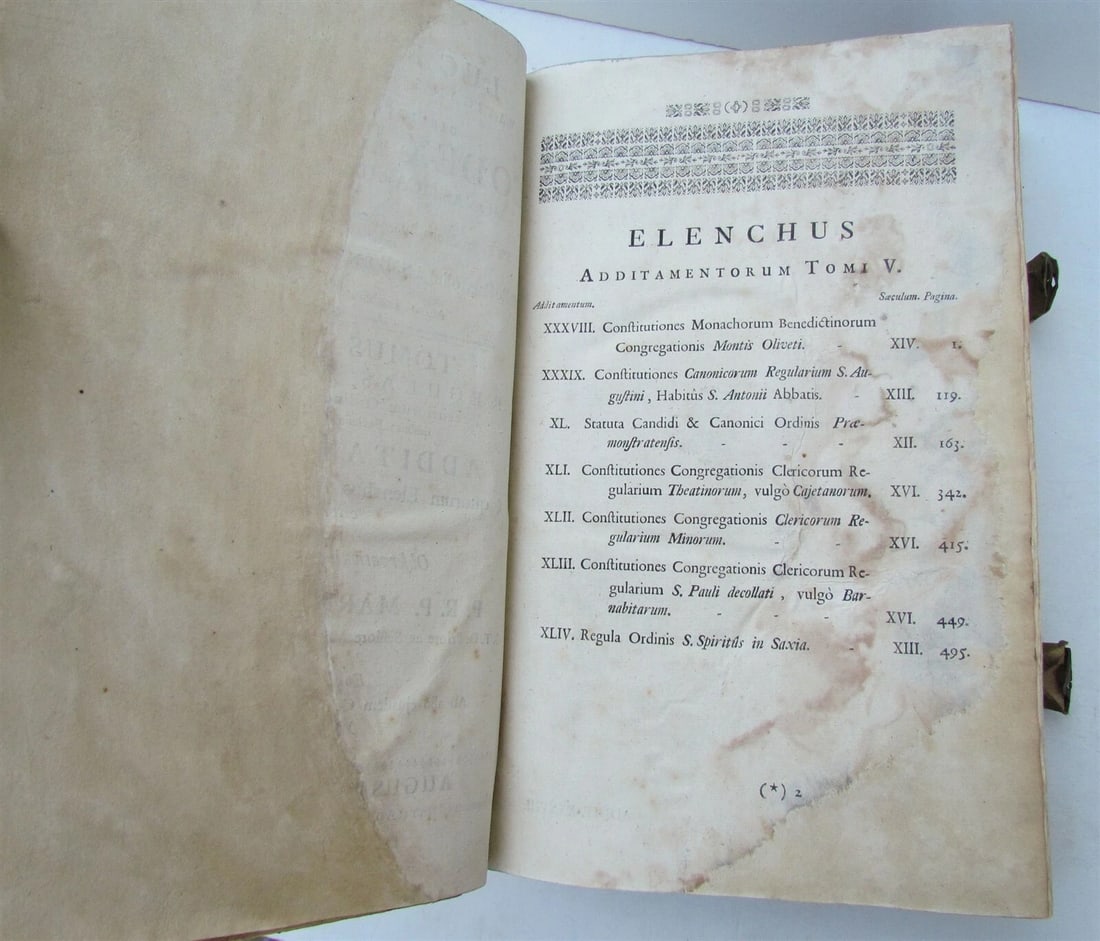 ELENCHUS
ADDITAMENTORUM TOMI V.
Additamentum. Sæculum. Pagina.
XXXVIII. Conſtitutiones Monachorum Benedictinorum
Congregationis Montis Oliveti. - XIV. 1.
XXXIX. Conſtitutiones Canonicorum Regularium S. Au-
guſtini, Habitûs S. Antonii Abbatis. - XIII. 119.
XL. Statuta Candidi & Canonici Ordinis Præ-
monſtratenſis. - - - XII. 163.
XLI. Conſtitutiones Congregationis Clericorum Re-
gularium Theatinorum, vulgò Cajetanorum. XVI. 342.
XLII. Conſtitutiones Congregationis Clericorum Re-
gularium Minorum. - - XVI. 415.
XLIII. Conſtitutiones Congregationis Clericorum Re-
gularium S. Pauli decollati, vulgò Bar-
nabitarum. - - - XVI. 449.
XLIV. Regula Ordinis S. Spiritûs in Saxia. - XIII. 495.
(*) 2